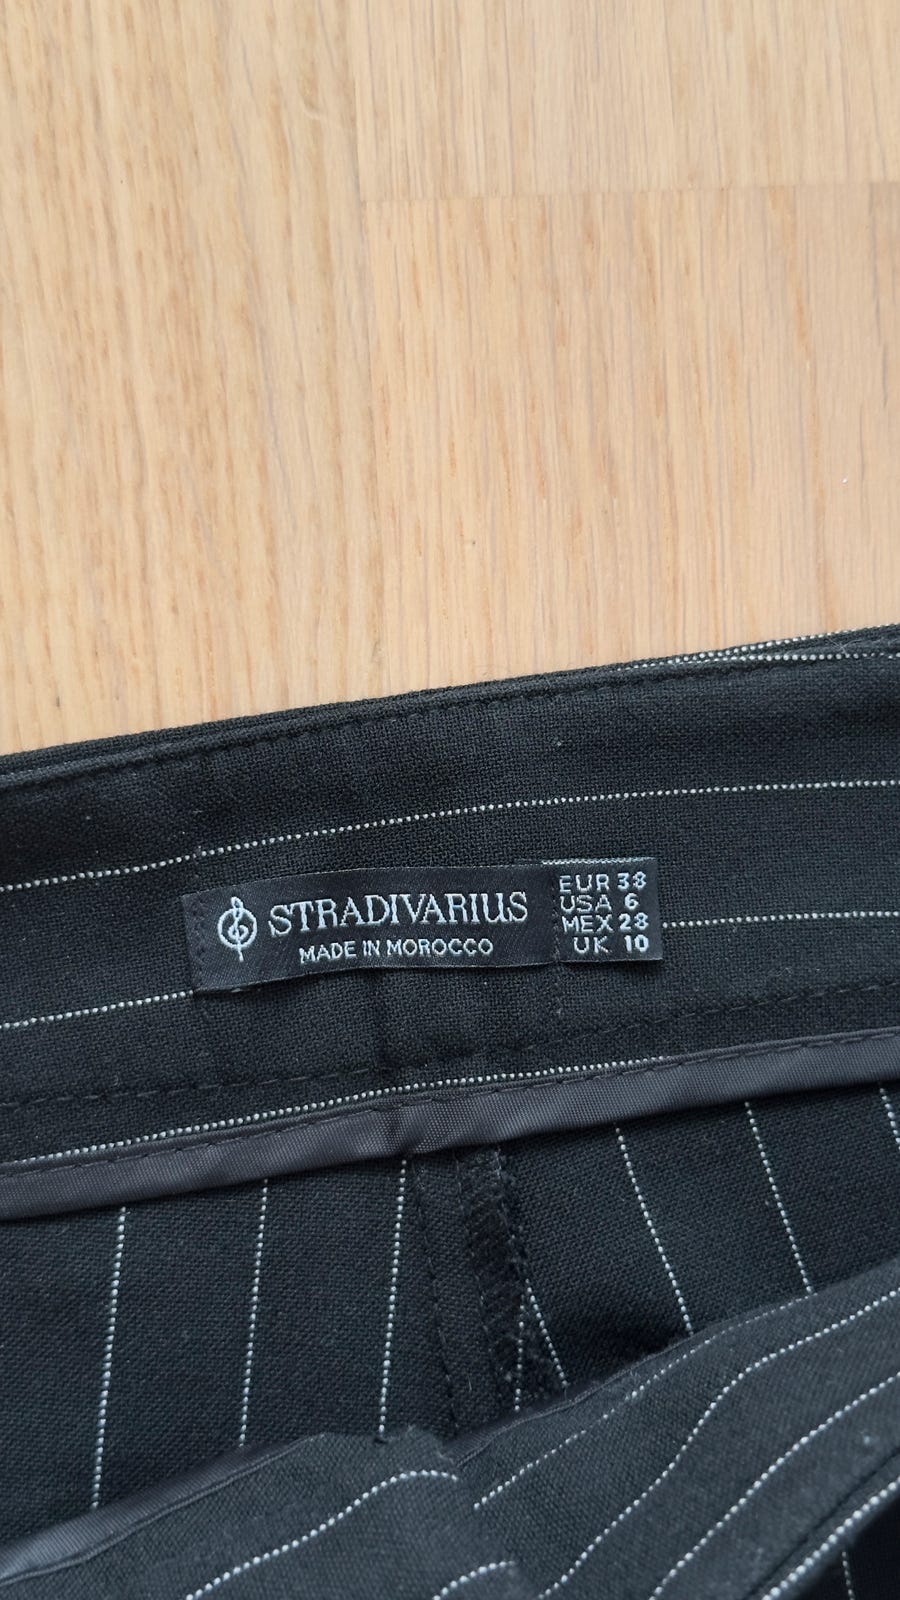 STRADIVARIUS
MADE IN MOROCCO
EUR 38
USA 6
MEX 28
UK 10